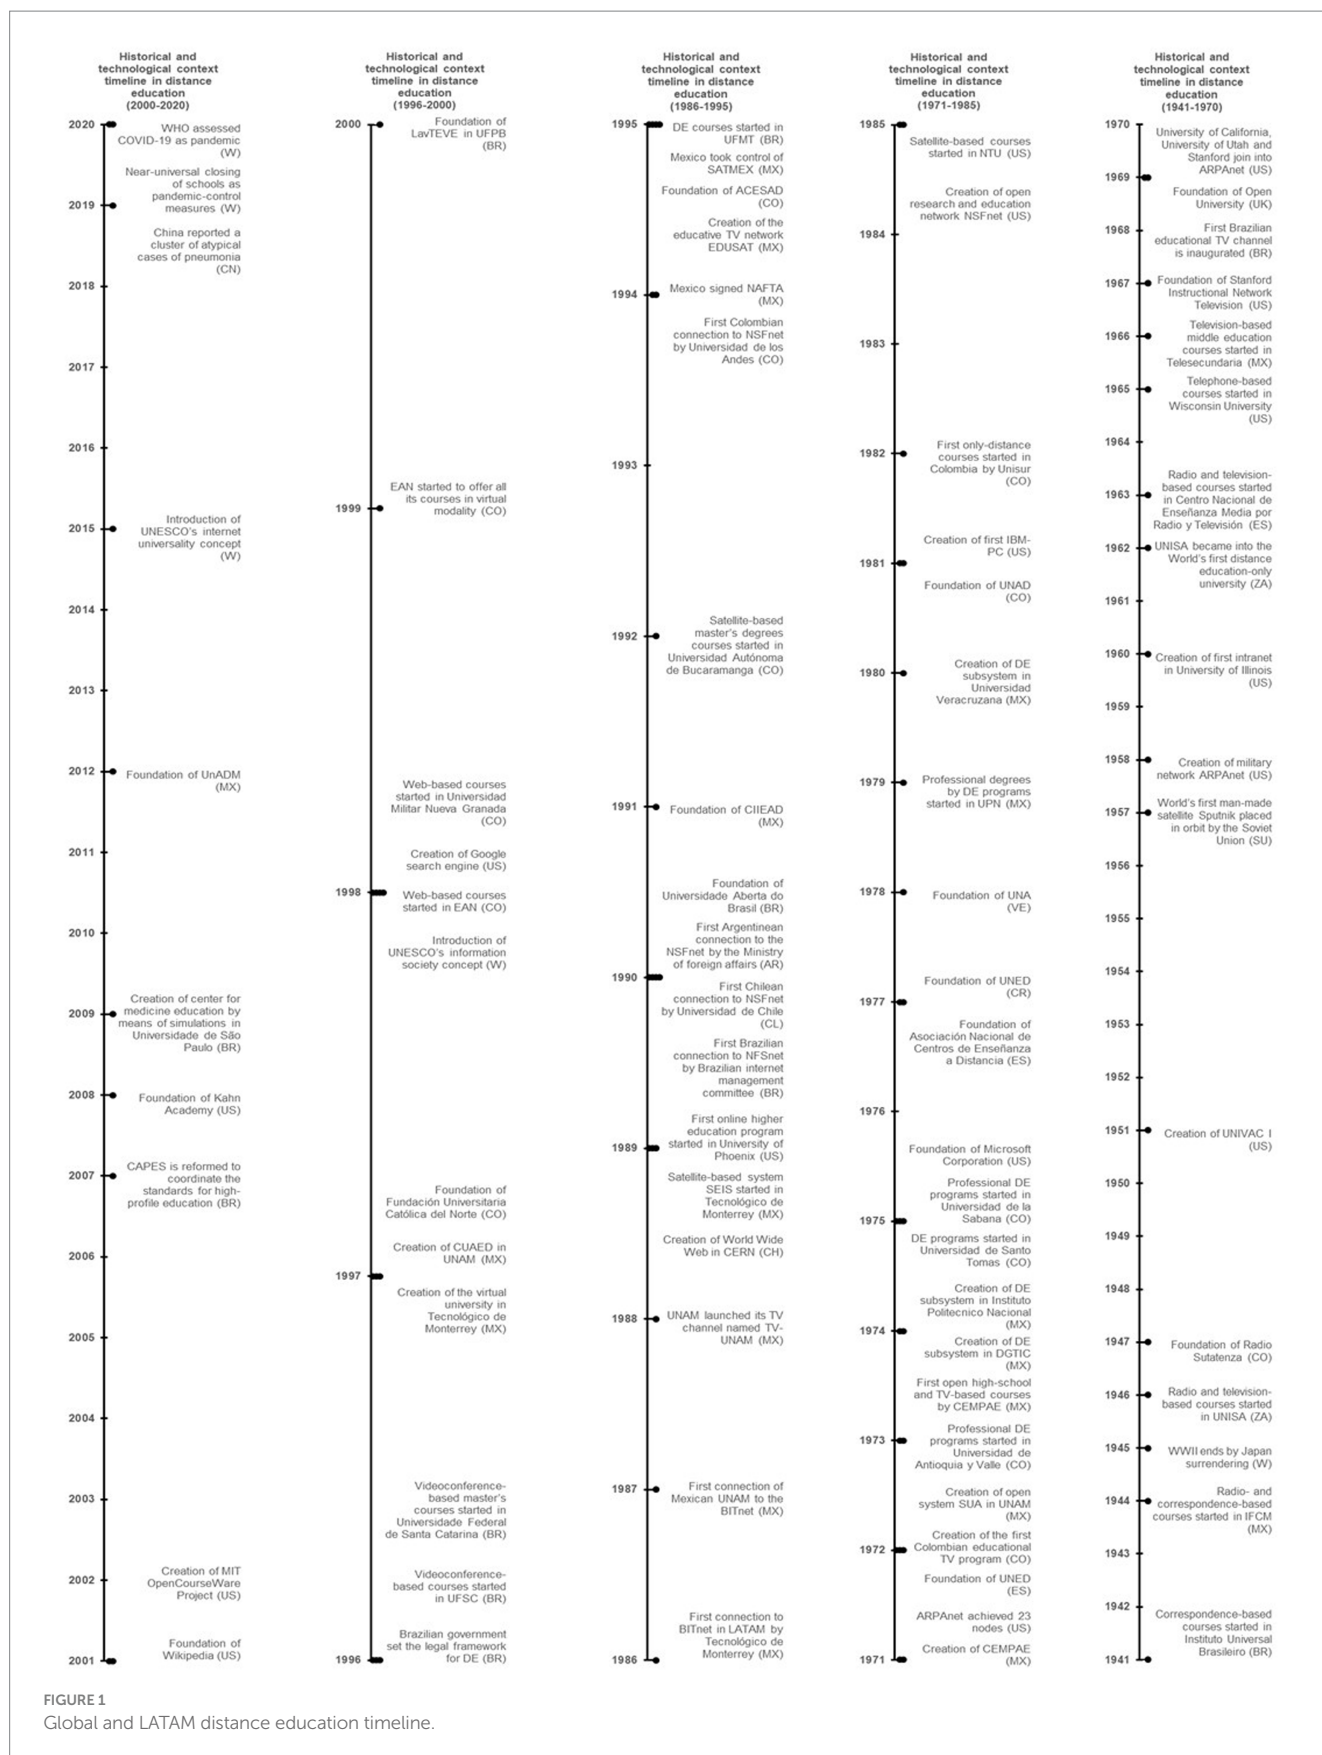 Historical and
technological context
timeline in distance
education
(2000-2020)
2020
WHO assessed
COVID-19 as pandemic
(W)
Near-universal closing
of schools as
pandemic-control
measures (W)
2019
China reported a
cluster of atypical
cases of pneumonia
(CN)
2018
2017
2016
2015
Introduction of
UNESCO's internet
universality concept
(W)
2014
2013
2012
Foundation of UnADM
(MX)
2011
2010
2009
Creation of center for
medicine education by
means of simulations in
Universidade de São
Paulo (BR)
2008
Foundation of Kahn
Academy (US)
2007
CAPES is reformed to
coordinate the
standards for high-
profile education (BR)
2006
2005
2004
2003
2002
Creation of MIT
OpenCourseWare
Project (US)
Foundation of
Wikipedia (US)
2001
Historical and
technological context
timeline in distance
education
(1996-2000)
2000
Foundation of
LavTEVE in UFPB
(BR)
1999
EAN started to offer all
its courses in virtual
modality (CO)
Web-based courses
started in Universidad
Militar Nueva Granada
(CO)
Creation of Google
search engine (US)
1998
Web-based courses
started in EAN (CO)
Introduction of
UNESCO's information
society concept (W)
Foundation of
Fundación Universitaria
Católica del Norte (CO)
Creation of CUAED in
UNAM (MX)
1997
Creation of the virtual
university in
Tecnológico de
Monterrey (MX)
Videoconference-
based master's
courses started in
Universidade Federal
de Santa Catarina (BR)
Videoconference-
based courses started
in UFSC (BR)
Brazilian government
set the legal framework
for DE (BR)
1996
Historical and
technological context
timeline in distance
education
(1986-1995)
1995
DE courses started in
UFMT (BR)
Mexico took control of
SATMEX (MX)
Foundation of ACESAD
(CO)
Creation of the
educative TV network
EDUSAT (MX)
1994
Mexico signed NAFTA
(MX)
First Colombian
connection to NSFnet
by Universidad de los
Andes (CO)
1993
1992
Satellite-based
master's degrees
courses started in
Universidad Autónoma
de Bucaramanga (CO)
1991
Foundation of CIIEAD
(MX)
Foundation of
Universidade Aberta do
Brasil (BR)
First Argentinean
connection to the
NSFnet by the Ministry
of foreign affairs (AR)
1990
First Chilean
connection to NSFnet
by Universidad de Chile
(CL)
First Brazilian
connection to NFSnet
by Brazilian internet
management
committee (BR)
First online higher
education program
started in University of
Phoenix (US)
1989
Satellite-based system
SEIS started in
Tecnológico de
Monterrey (MX)
Creation of World Wide
Web in CERN (CH)
1988
UNAM launched its TV
channel named TV-
UNAM (MX)
1987
First connection of
Mexican UNAM to the
BITnet (MX)
First connection to
BITnet in LATAM by
Tecnológico de
Monterrey (MX)
1986
Historical and
technological context
timeline in distance
education
(1971-1985)
1985
Satellite-based courses
started in NTU (US)
Creation of open
research and education
network NSFnet (US)
1984
1983
1982
First only-distance
courses started in
Colombia by Unisur
(CO)
Creation of first IBM-
PC (US)
1981
Foundation of UNAD
(CO)
1980
Creation of DE
subsystem in
Universidad
Veracruzana (MX)
1979
Professional degrees
by DE programs
started in UPN (MX)
1978
Foundation of UNA
(VE)
Foundation of UNED
(CR)
1977
Foundation of
Asociación Nacional de
Centros de Enseñanza
a Distancia (ES)
1976
Foundation of Microsoft
Corporation (US)
Professional DE
programs started in
Universidad de la
Sabana (CO)
1975
DE programs started in
Universidad de Santo
Tomas (CO)
Creation of DE
subsystem in Instituto
Politecnico Nacional
(MX)
1974
Creation of DE
subsystem in DGTIC
(MX)
First open high-school
and TV-based courses
by CEMPAE (MX)
1973
Professional DE
programs started in
Universidad de
Antioquia y Valle (CO)
Creation of open
system SUA in UNAM
(MX)
1972
Creation of the first
Colombian educational
TV program (CO)
Foundation of UNED
(ES)
ARPAnet achieved 23
nodes (US)
Creation of CEMPAE
(MX)
1971
Historical and
technological context
timeline in distance
education
(1941-1970)
1970
University of California,
University of Utah and
Stanford join into
ARPAnet (US)
1969
Foundation of Open
University (UK)
1968
First Brazilian
educational TV channel
is inaugurated (BR)
1967
Foundation of Stanford
Instructional Network
Television (US)
1966
Television-based
middle education
courses started in
Telesecundaria (MX)
1965
Telephone-based
courses started in
Wisconsin University
(US)
1964
1963
Radio and television-
based courses started
in Centro Nacional de
Enseñanza Media por
Radio y Televisión (ES)
1962
UNISA became into the
World's first distance
education-only
university (ZA)
1961
1960
Creation of first intranet
in University of Illinois
(US)
1959
1958
Creation of military
network ARPAnet (US)
1957
World's first man-made
satellite Sputnik placed
in orbit by the Soviet
Union (SU)
1956
1955
1954
1953
1952
1951
Creation of UNIVAC I
(US)
1950
1949
1948
1947
Foundation of Radio
Sutatenza (CO)
1946
Radio and television-
based courses started
in UNISA (ZA)
1945
WWII ends by Japan
surrendering (W)
1944
Radio- and
correspondence-based
courses started in IFCM
(MX)
1943
1942
Correspondence-based
courses started in
Instituto Universal
Brasileiro (BR)
1941
FIGURE 1
Global and LATAM distance education timeline.